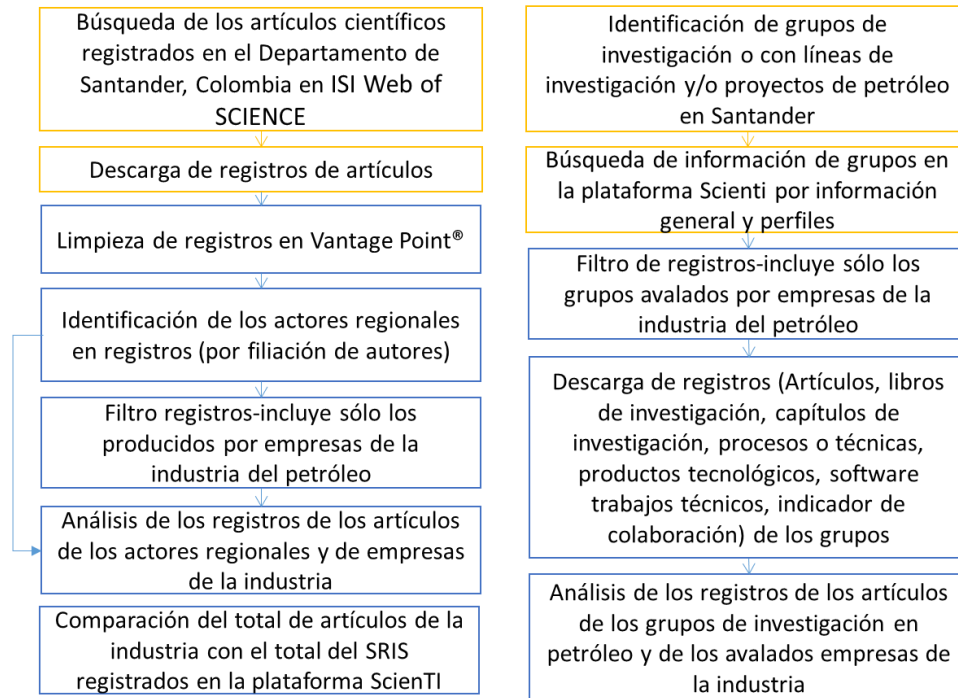 Búsqueda de los artículos científicos
registrados en el Departamento de
Santander, Colombia en ISI Web of
SCIENCE
Descarga de registros de artículos
Limpieza de registros en Vantage Point®
Identificación de los actores regionales
en registros (por filiación de autores)
Filtro registros-incluye sólo los
producidos por empresas de la
industria del petróleo
Análisis de los registros de los artículos
de los actores regionales y de empresas
de la industria
Comparación del total de artículos de la
industria con el total del SRIS
registrados en la plataforma ScienTI
Identificación de grupos de
investigación o con líneas de
investigación y/o proyectos de petróleo
en Santander
Búsqueda de información de grupos en
la plataforma Scienti por información
general y perfiles
Filtro de registros-incluye sólo los
grupos avalados por empresas de la
industria del petróleo
Descarga de registros (Artículos, libros
de investigación, capítulos de
investigación, procesos o técnicas,
productos tecnológicos, software
trabajos técnicos, indicador de
colaboración) de los grupos
Análisis de los registros de los artículos
de los grupos de investigación en
petróleo y de los avalados empresas de
la industria